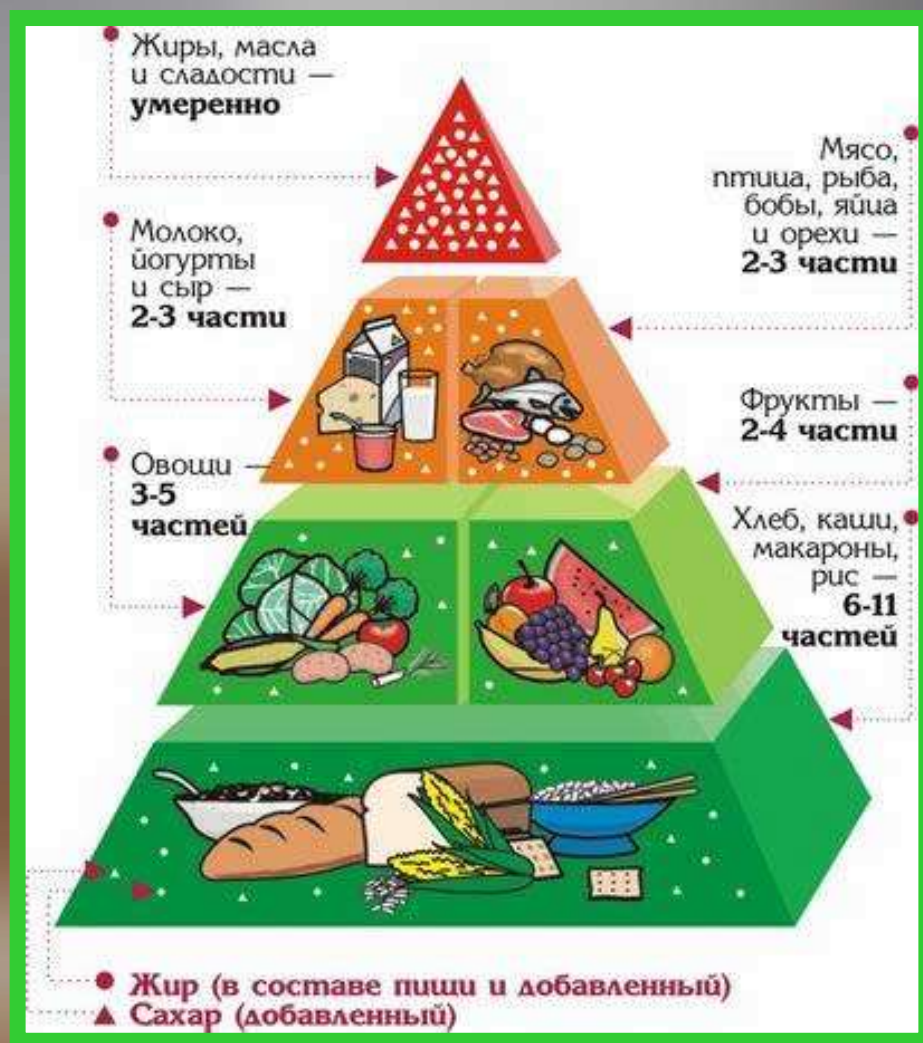 Жиры, масла
и сладости —
умеренно
Мясо,
птица, рыба,
бобы, яйца
и орехи —
2-3 части
Молоко,
йогурты
и сыр —
2-3 части
Фрукты —
2-4 части
Овощи —
3-5
частей
Хлеб, каши,
макароны,
рис —
6-11
частей
Жир (в составе пищи и добавленный)
Сахар (добавленный)